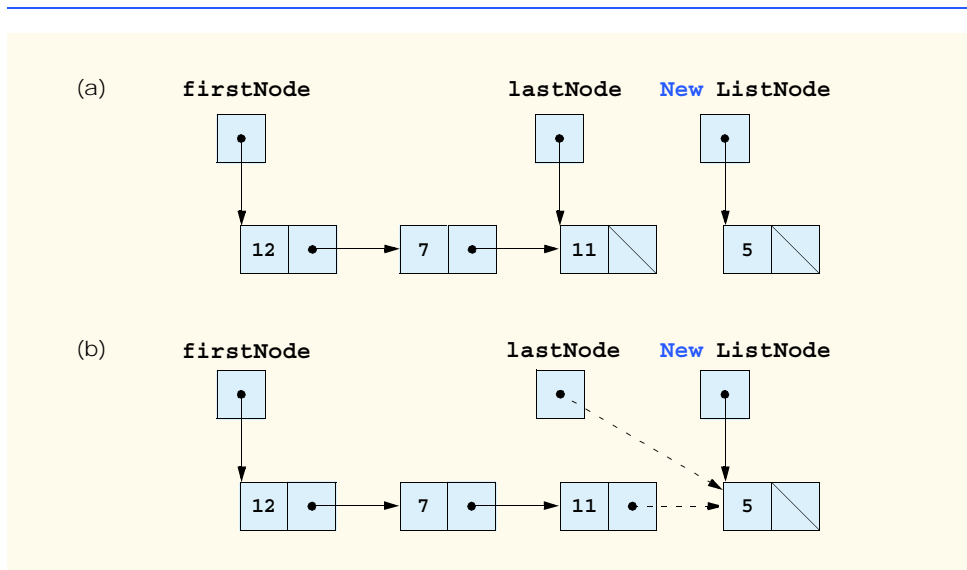 (a) firstNode lastNode New ListNode
12 7 11 5
(b) firstNode lastNode New ListNode
12 7 11 5